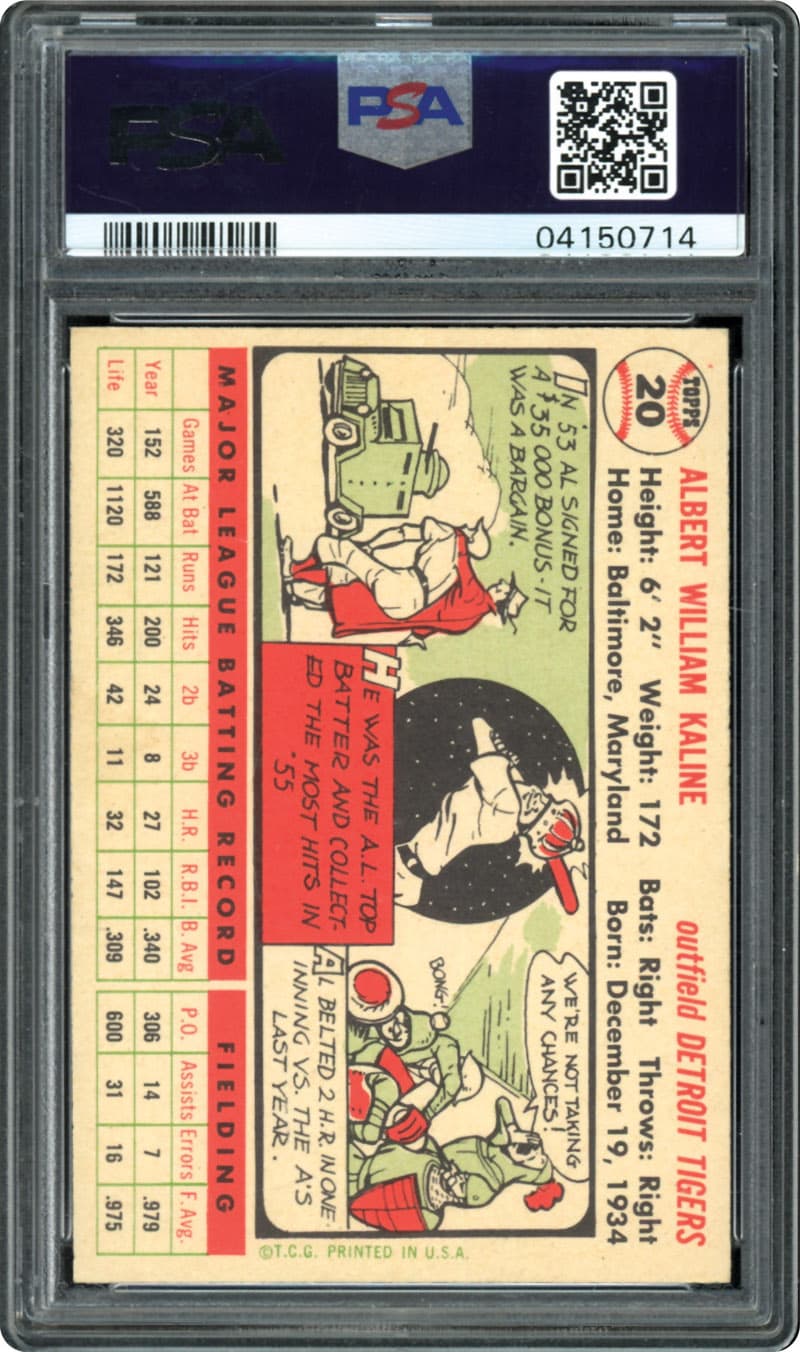 PSA
PSA
04150714
TOPPS
20
ALBERT WILLIAM KALINE outfield DETROIT TIGERS
Height: 6' 2" Weight: 172 Bats: Right Throws: Right
Home: Baltimore, Maryland Born: December 19, 1934
IN '53 AL SIGNED FOR
A $35 000 BONUS-IT
WAS A BARGAIN.
HE WAS THE A.L. TOP
BATTER AND COLLECT-
ED THE MOST HITS IN
'55
WE'RE NOT TAKING
ANY CHANCES!
BONG!
AL BELTED 2 H.R. IN ONE
INNING VS. THE A'S
LAST YEAR.
MAJOR LEAGUE BATTING RECORD FIELDING
Games At Bat Runs Hits 2b 3b H.R. R.B.I. B. Avg P.O. Assists Errors F. Avg.
Year 152 588 121 200 24 8 27 102 .340 306 14 7 .979
Life 320 1120 172 346 42 11 32 147 .309 600 31 16 .975
©T.C.G. PRINTED IN U.S.A.